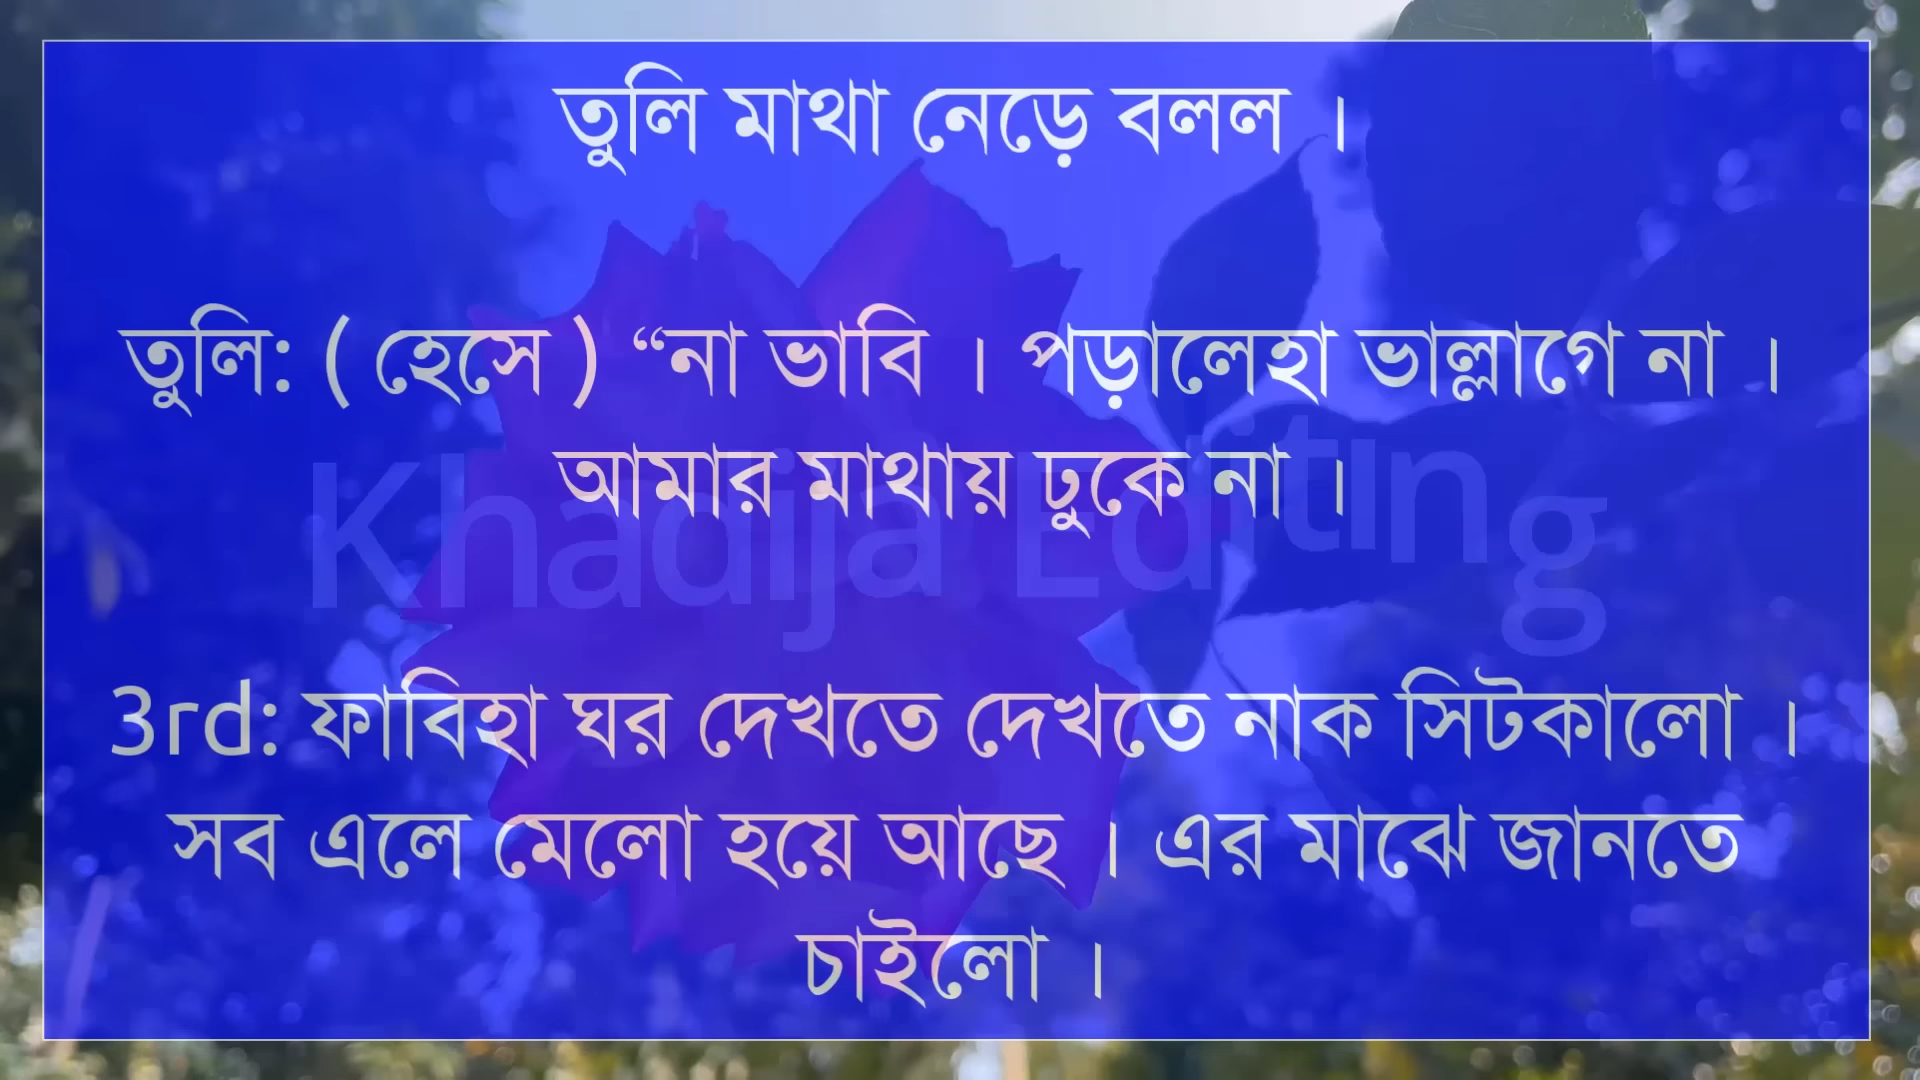 তুলি মাথা নেড়ে বলল ।
তুলি: ( হেসে ) “না ভাবি । পড়ালেহা ভাল্লাগে না ।
আমার মাথায় ঢুকে না ।
Khadija Editing
3rd: ফাবিহা ঘর দেখতে দেখতে নাক সিটকালো ।
সব এলে মেলো হয়ে আছে । এর মাঝে জানতে
চাইলো ।